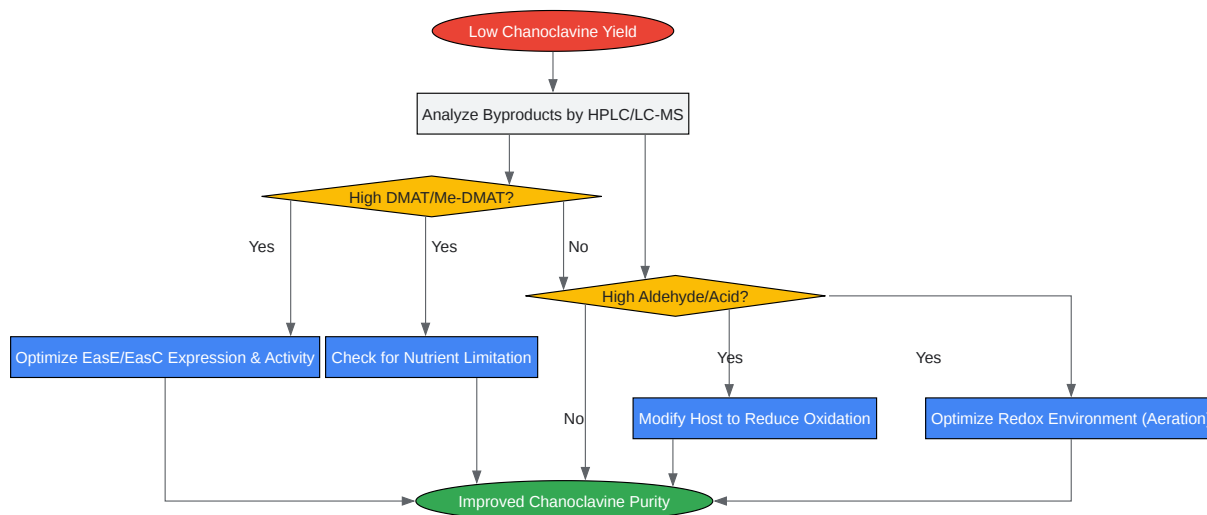 Low Chanoclavine Yield
Analyze Byproducts by HPLC/LC-MS
High DMAT/Me-DMAT?
Yes
Yes
No
High Aldehyde/Acid?
Optimize EasE/EasC Expression & Activity
Check for Nutrient Limitation
Yes
Yes
No
Modify Host to Reduce Oxidation
Optimize Redox Environment (Aeration)
Improved Chanoclavine Purity